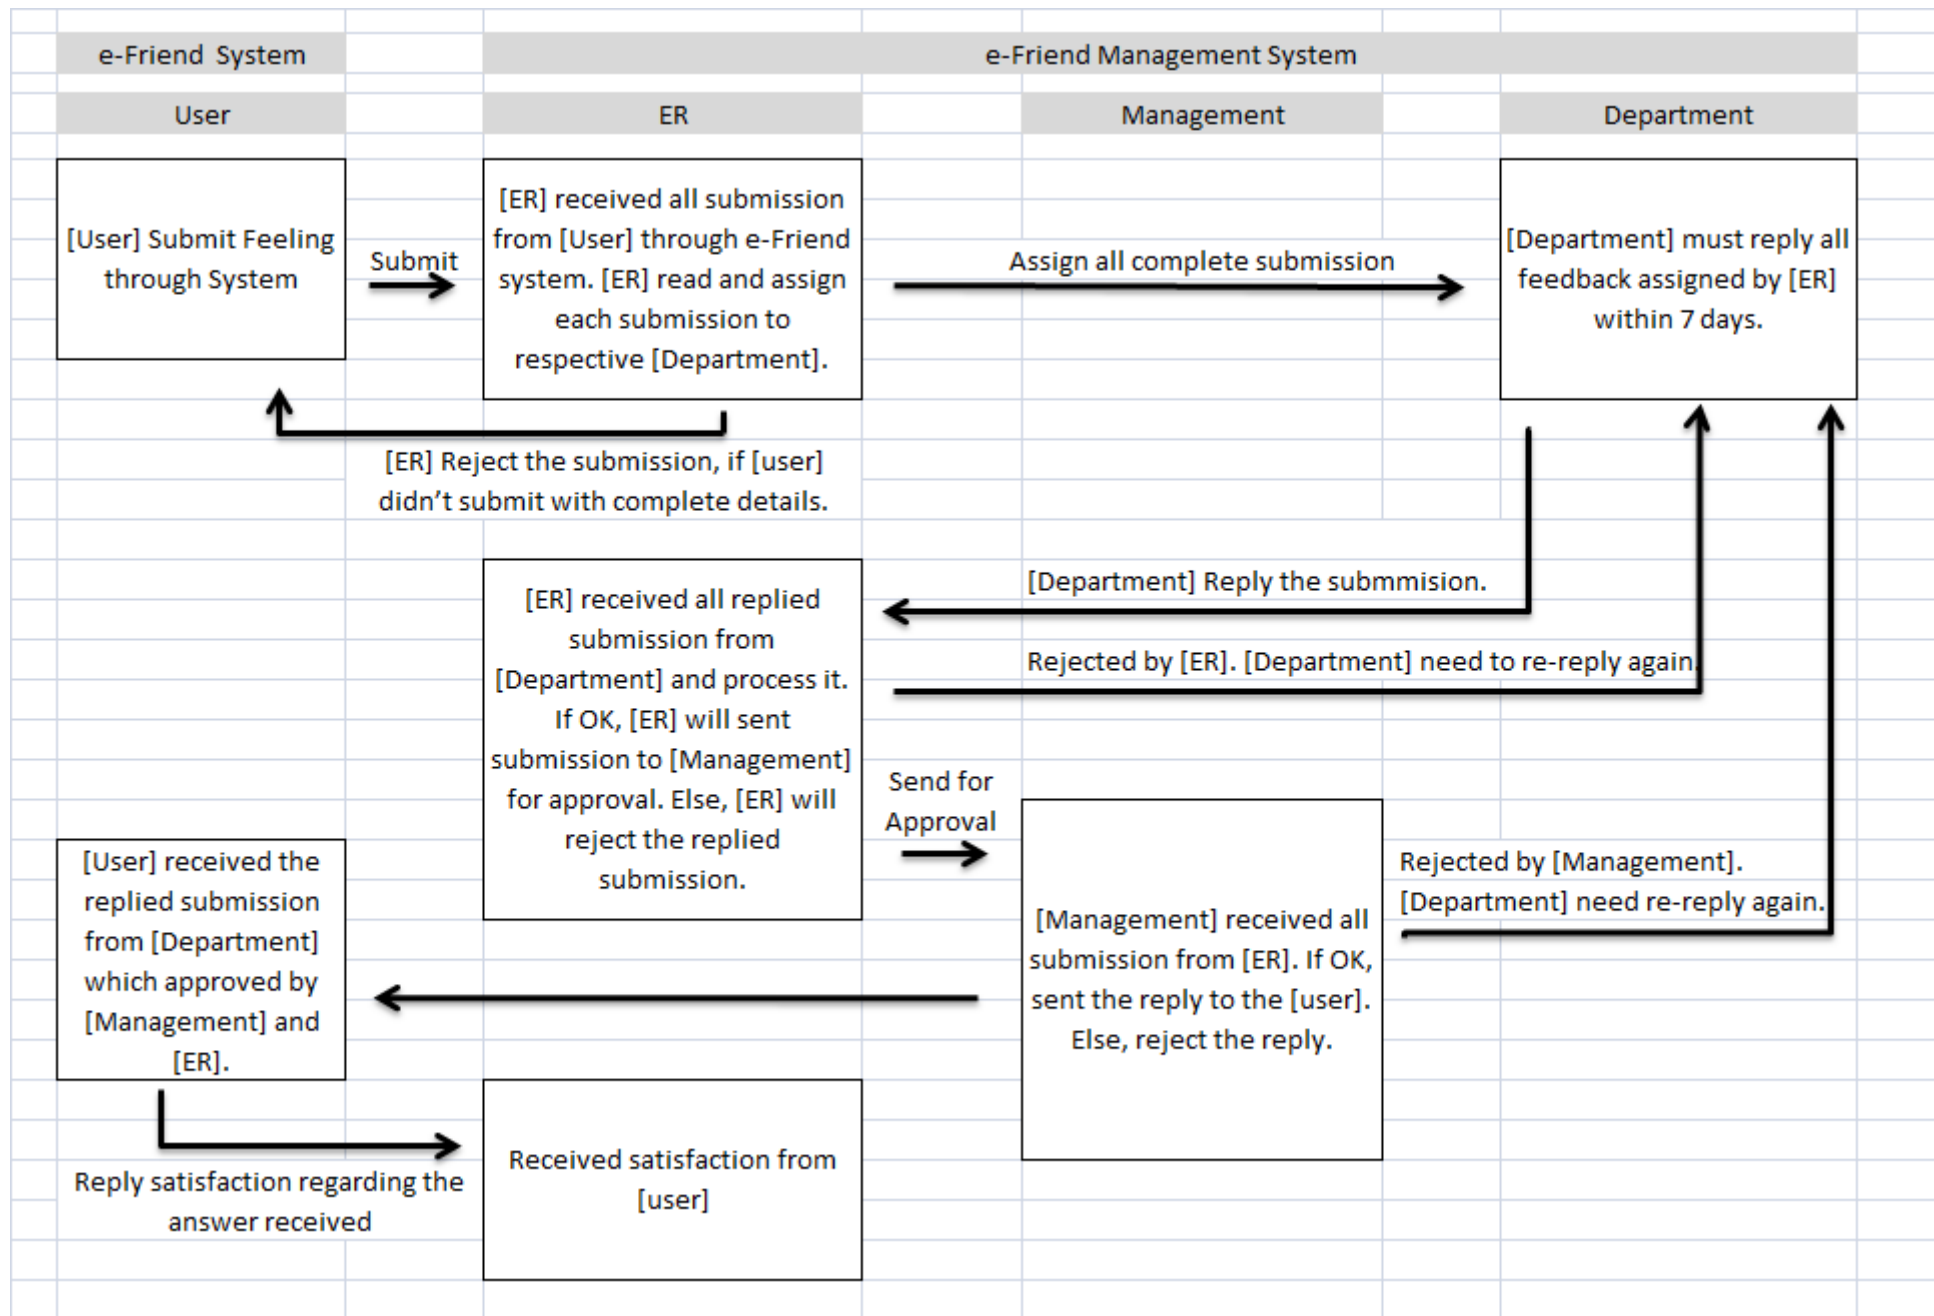 e-Friend  System
e-Friend Management System
User
ER
Management
Department
[User] Submit Feeling
through System
Submit
[ER] received all submission
from [User] through e-Friend
system. [ER] read and assign
each submission to
respective [Department].
Assign all complete submission
[Department] must reply all
feedback assigned by [ER]
within 7 days.
[ER] Reject the submission, if [user]
didn’t submit with complete details.
[Department] Reply the submmision.
[ER] received all replied
submission from
[Department] and process it.
If OK, [ER] will sent
submission to [Management]
for approval. Else, [ER] will
reject the replied
submission.
Rejected by [ER]. [Department] need to re-reply again.
Send for
Approval
[Management] received all
submission from [ER]. If OK,
sent the reply to the [user].
Else, reject the reply.
Rejected by [Management].
[Department] need re-reply again.
[User] received the
replied submission
from [Department]
which approved by
[Management] and
[ER].
Reply satisfaction regarding the
answer received
Received satisfaction from
[user]